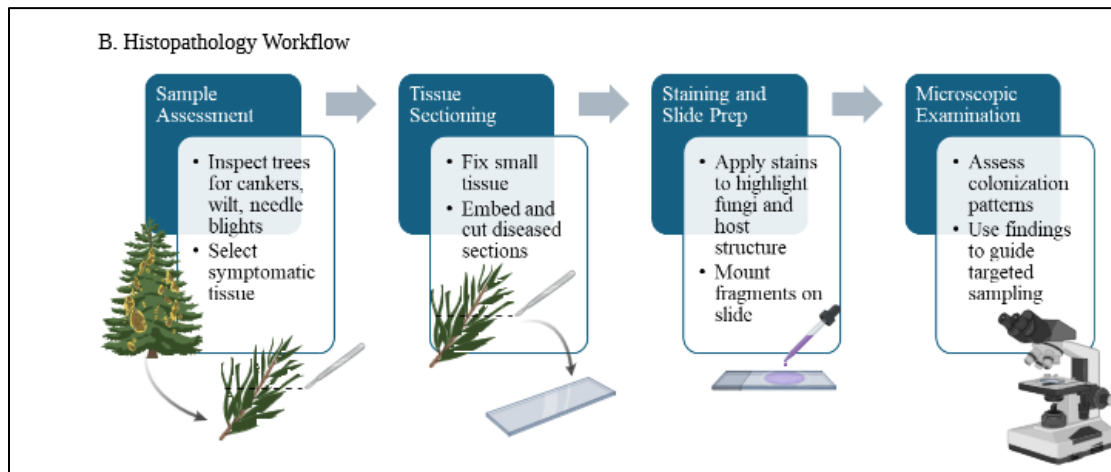 B. Histopathology Workflow
Sample
Assessment
• Inspect trees
for cankers,
wilt, needle
blights
• Select
symptomatic
tissue
Tissue
Sectioning
• Fix small
tissue
• Embed and
cut diseased
sections
Staining and
Slide Prep
• Apply stains
to highlight
fungi and
host
structure
• Mount
fragments on
slide
Microscopic
Examination
• Assess
colonization
patterns
• Use findings
to guide
targeted
sampling